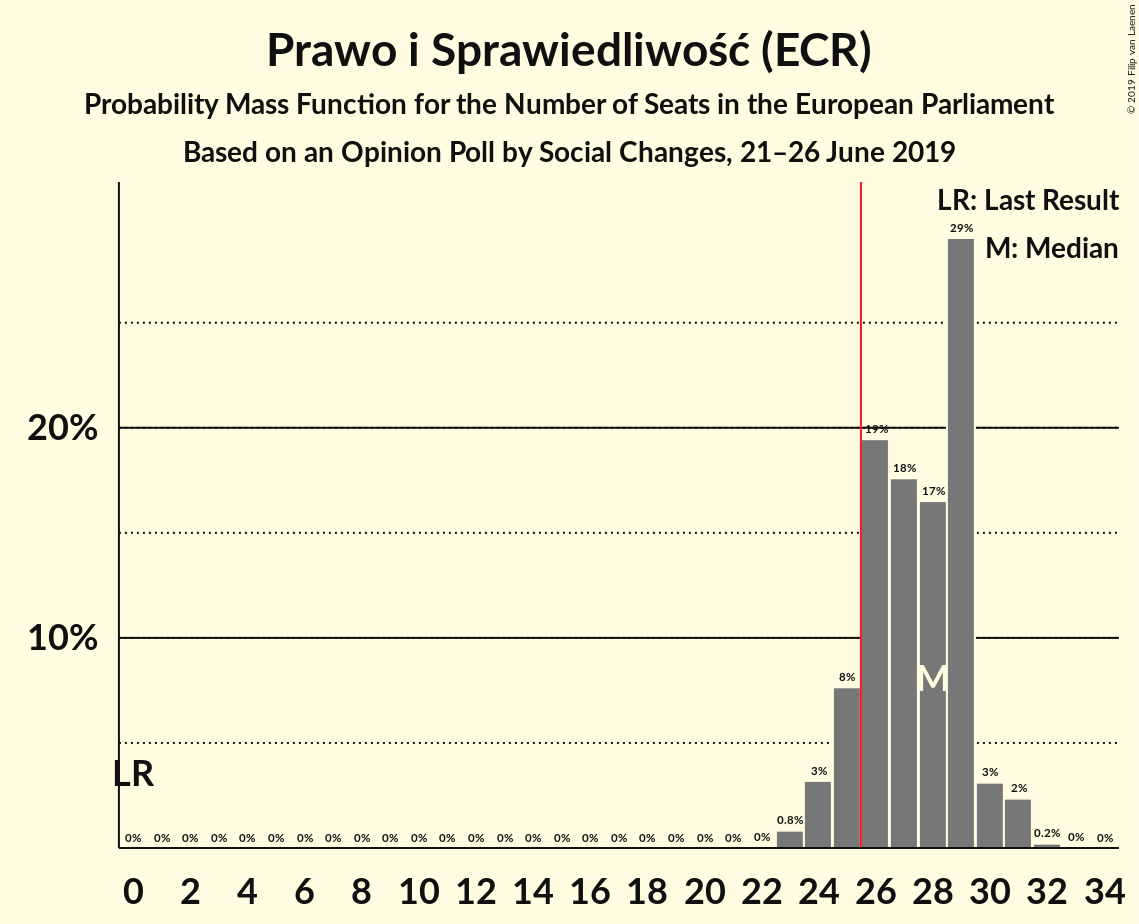 Prawo i Sprawiedliwość (ECR)
Probability Mass Function for the Number of Seats in the European Parliament
Based on an Opinion Poll by Social Changes, 21–26 June 2019
© 2019 Filip van Laenen
LR: Last Result
M: Median
29%
20%
19%
18%
17%
10%
M
8%
LR
3%
3%
2%
0% 0% 0% 0% 0% 0% 0% 0% 0% 0% 0% 0% 0% 0% 0% 0% 0% 0% 0% 0% 0% 0% 0% 0.8% 0.2% 0% 0%
0 2 4 6 8 10 12 14 16 18 20 22 24 26 28 30 32 34